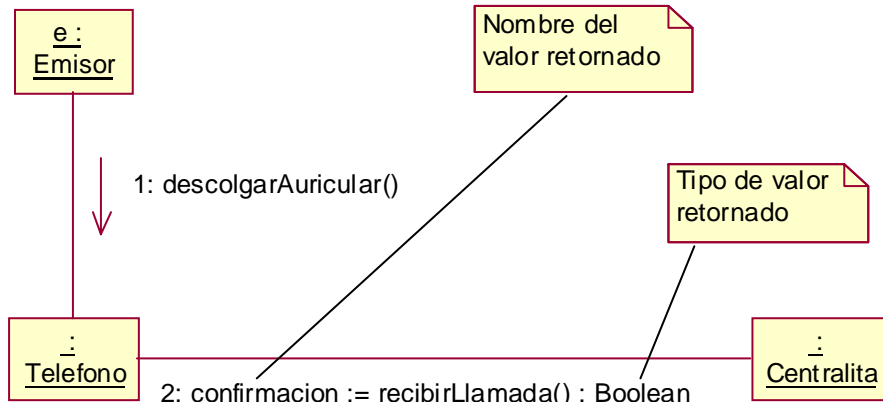 e :
Emisor
Nombre del
valor retornado
1: descolgarAuricular()
Tipo de valor
retornado
:
Telefono
:
Centralita
2: confirmacion := recibirLlamada() : Boolean